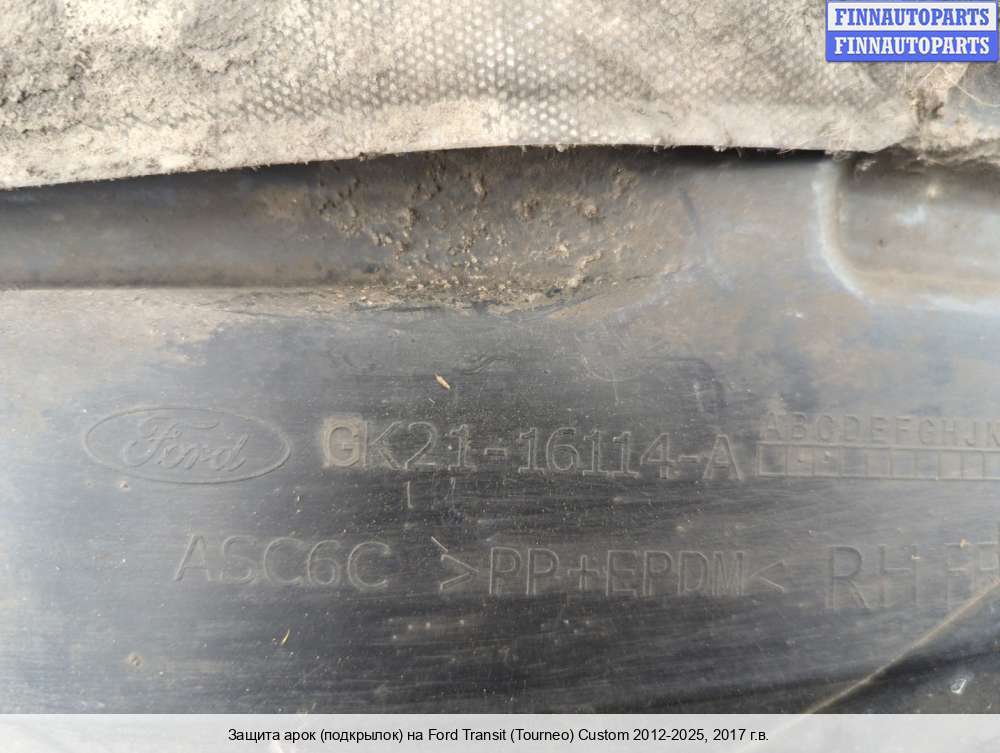 FINNAUTOPARTS
FINNAUTOPARTS
Ford GK21-16114-A
ABCDEFGHJK
ASC6C >PP+EPDM< RH
Защита арок (подкрылок) на Ford Transit (Tourneo) Custom 2012-2025, 2017 г.в.